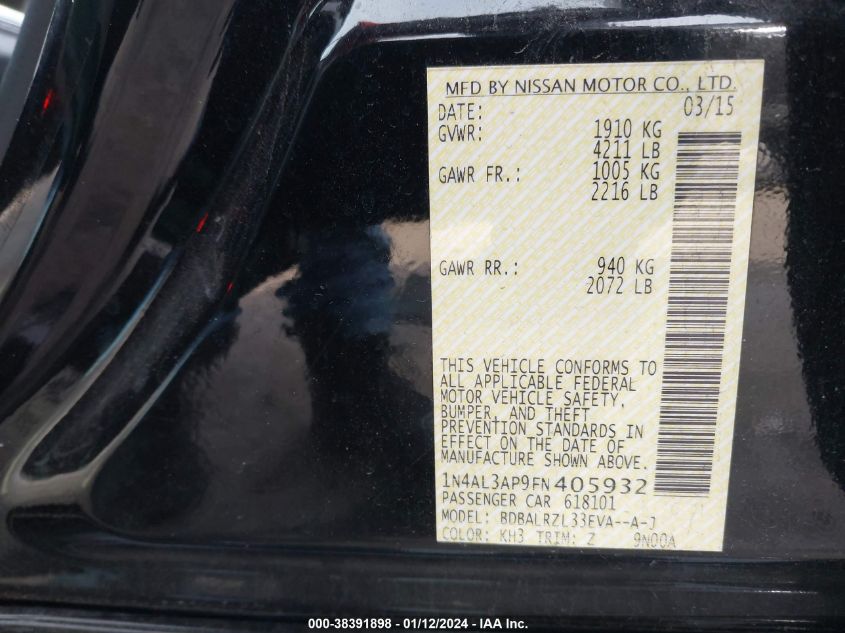 MFD BY NISSAN MOTOR CO., LTD.
DATE: 03/15
GVWR: 1910 KG
4211 LB
GAWR FR.: 1005 KG
2216 LB
GAWR RR.: 940 KG
2072 LB
THIS VEHICLE CONFORMS TO
ALL APPLICABLE FEDERAL
MOTOR VEHICLE SAFETY,
BUMPER, AND THEFT
PREVENTION STANDARDS IN
EFFECT ON THE DATE OF
MANUFACTURE SHOWN ABOVE.
1N4AL3AP9FN405932
PASSENGER CAR 618101
MODEL: BDBALRZL33EVA--A-J
COLOR: KH3 TRIM: Z 9N00A
000-38391898 - 01/12/2024 - IAA Inc.